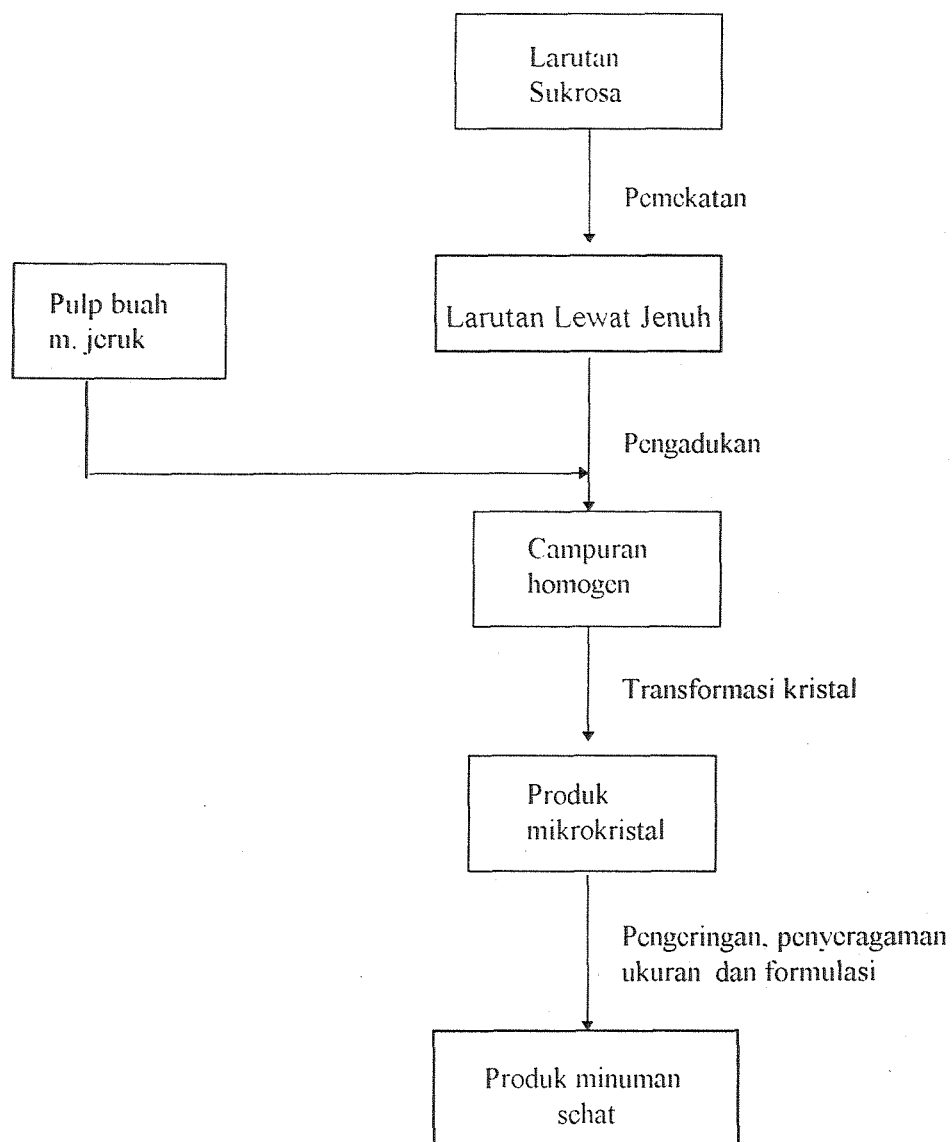 Larutan
Sukrosa
Pemekatan
Pulp buah
m. jeruk
Larutan Lewat Jenuh
Pengadukan
Campuran
homogen
Transformasi kristal
Produk
mikrokristal
Pengeringan, penyeragaman
ukuran dan formulasi
Produk minuman
sehat